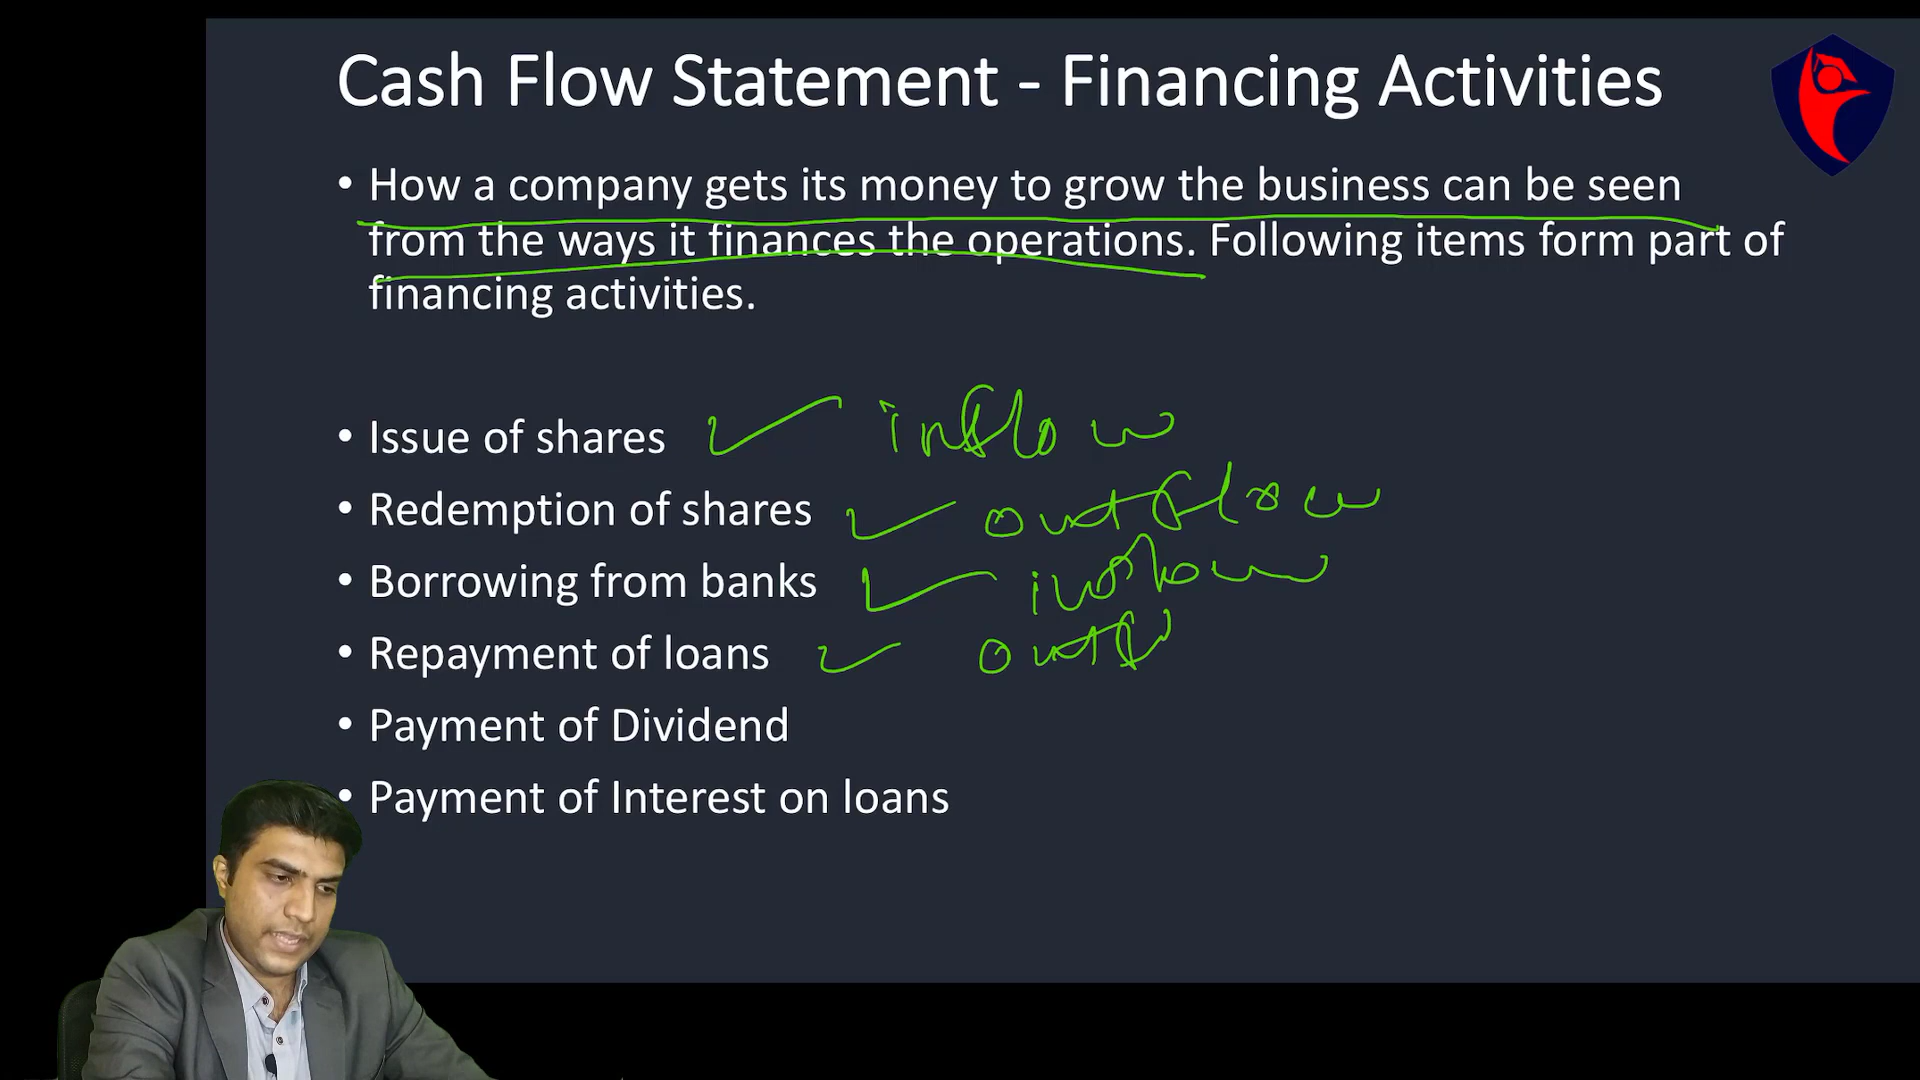 Cash Flow Statement - Financing Activities
• How a company gets its money to grow the business can be seen
from the ways it finances the operations. Following items form part of
financing activities.
• Issue of shares inflow
• Redemption of shares outflow
• Borrowing from banks inflow
• Repayment of loans outfl
• Payment of Dividend
• Payment of Interest on loans